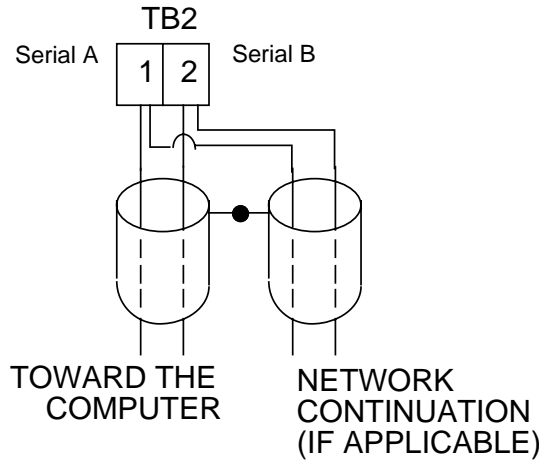 TB2
Serial A
Serial B
1 2
TOWARD THE
COMPUTER
NETWORK
CONTINUATION
(IF APPLICABLE)